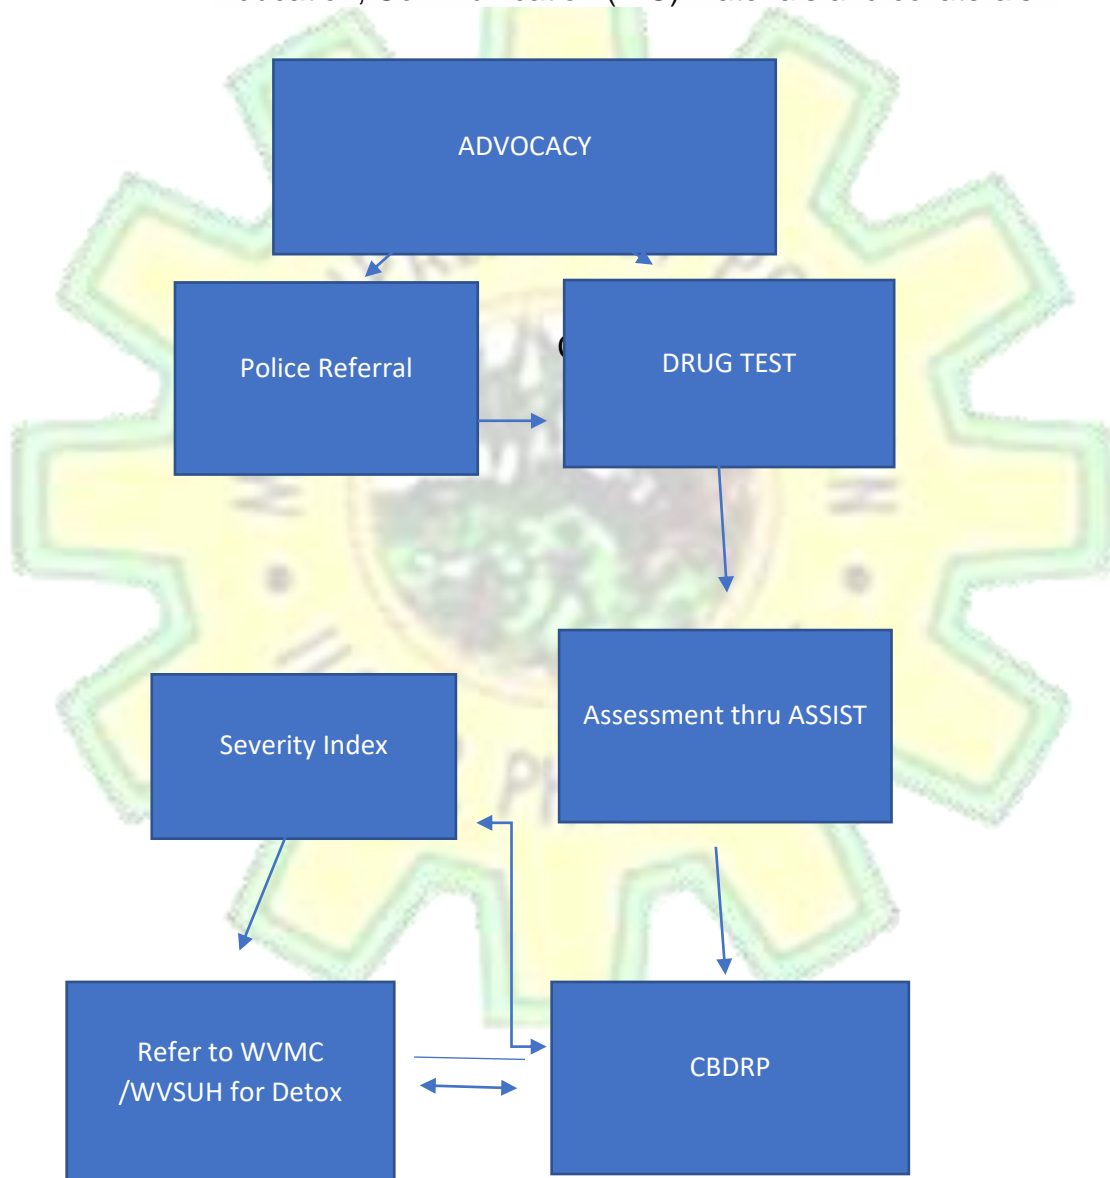 ADVOCACY
Police Referral
DRUG TEST
Assessment thru ASSIST
Severity Index
Refer to WVMC
/WVSUH for Detox
CBDRP